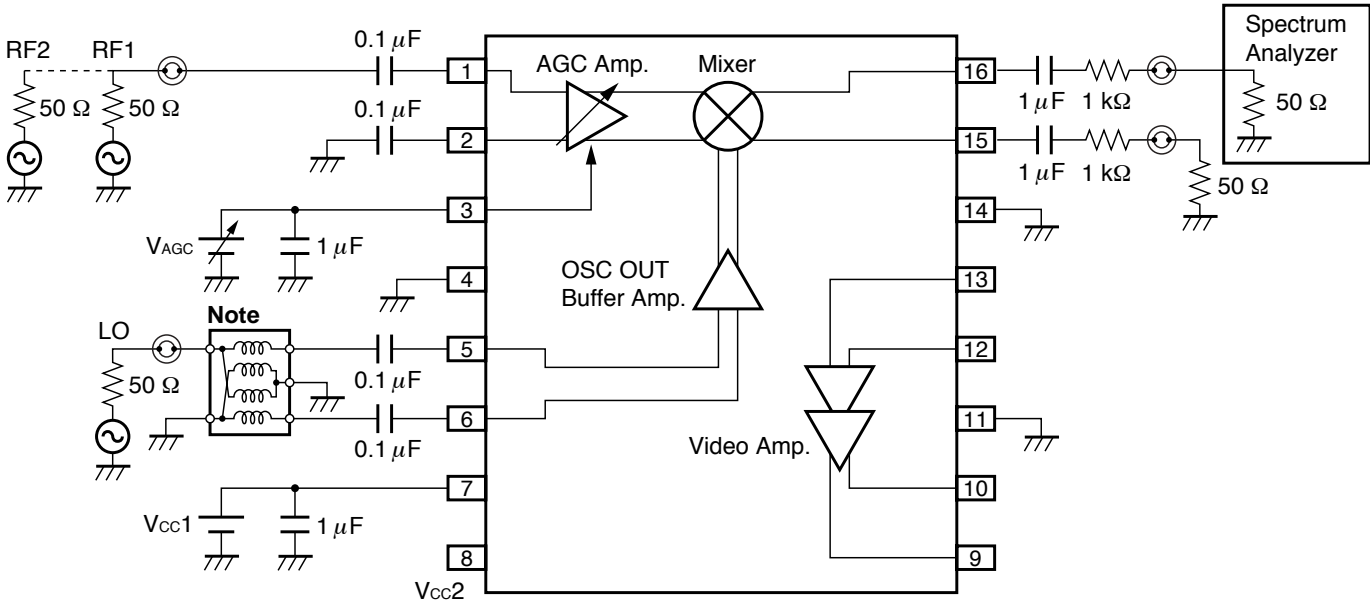 RF2 RF1
50 Ω
50 Ω
0.1 μF
0.1 μF
VAGC
1 μF
LO
50 Ω
Note
0.1 μF
0.1 μF
VCC1
1 μF
VCC2
1
2
3
4
5
6
7
8
AGC Amp.
Mixer
OSC OUT
Buffer Amp.
Video Amp.
16
15
14
13
12
11
10
9
1 μF
1 kΩ
1 μF
1 kΩ
50 Ω
Spectrum
Analyzer
50 Ω